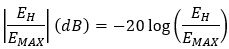 |E_H / E_MAX| (dB) = −20 log(E_H / E_MAX)